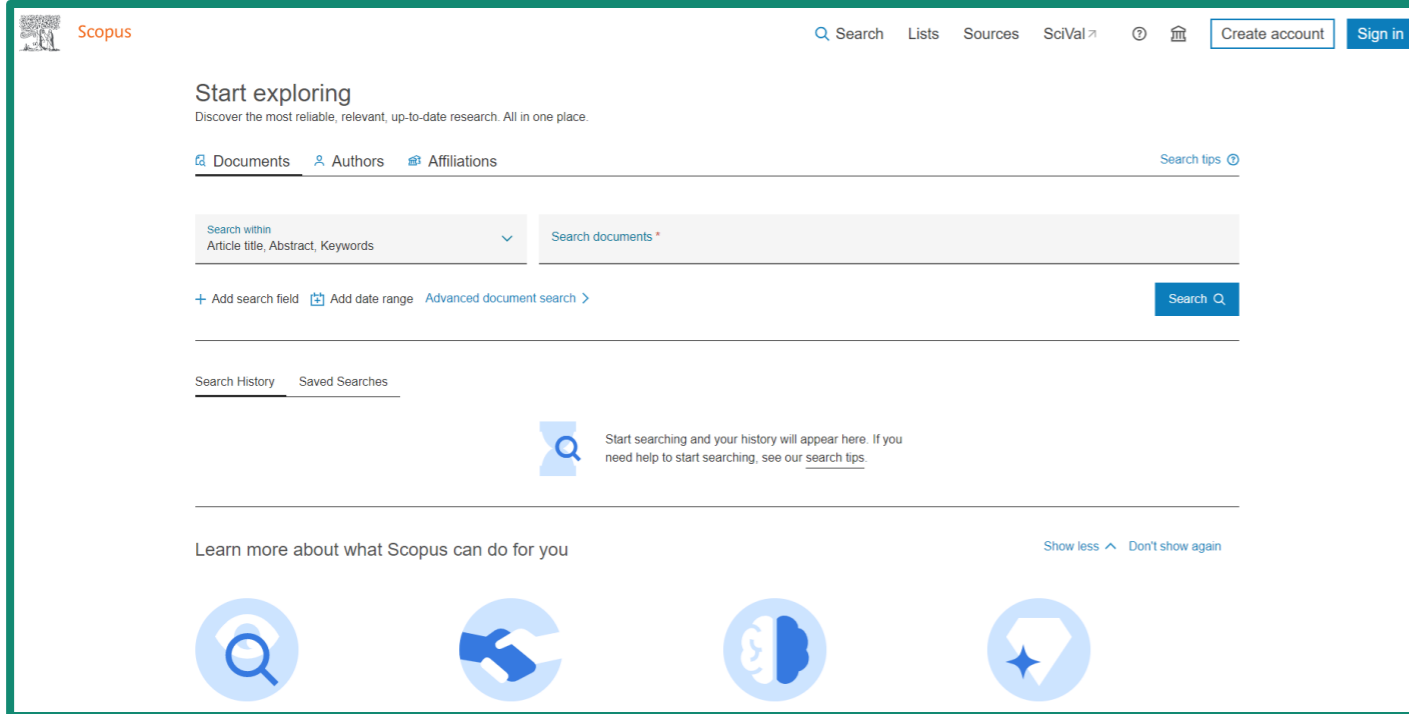 Scopus
Search Lists Sources SciVal Create account Sign in
Start exploring
Discover the most reliable, relevant, up-to-date research. All in one place.
Documents Authors Affiliations Search tips
Search within
Article title, Abstract, Keywords
Search documents *
+ Add search field Add date range Advanced document search > Search
Search History Saved Searches
Start searching and your history will appear here. If you
need help to start searching, see our search tips.
Learn more about what Scopus can do for you Show less Don't show again